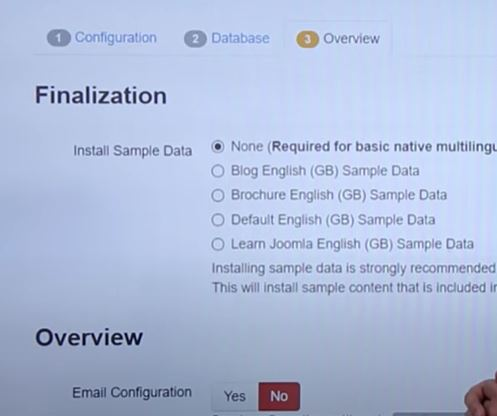 1 Configuration 2 Database 3 Overview
Finalization
Install Sample Data
None (Required for basic native
Blog English (GB) Sample Data
Brochure English (GB) Sample Data
Default English (GB) Sample Data
Learn Joomla English (GB) Sample Data
Installing sample data is strongly recommended
This will install sample content that is included
Overview
Email Configuration Yes No